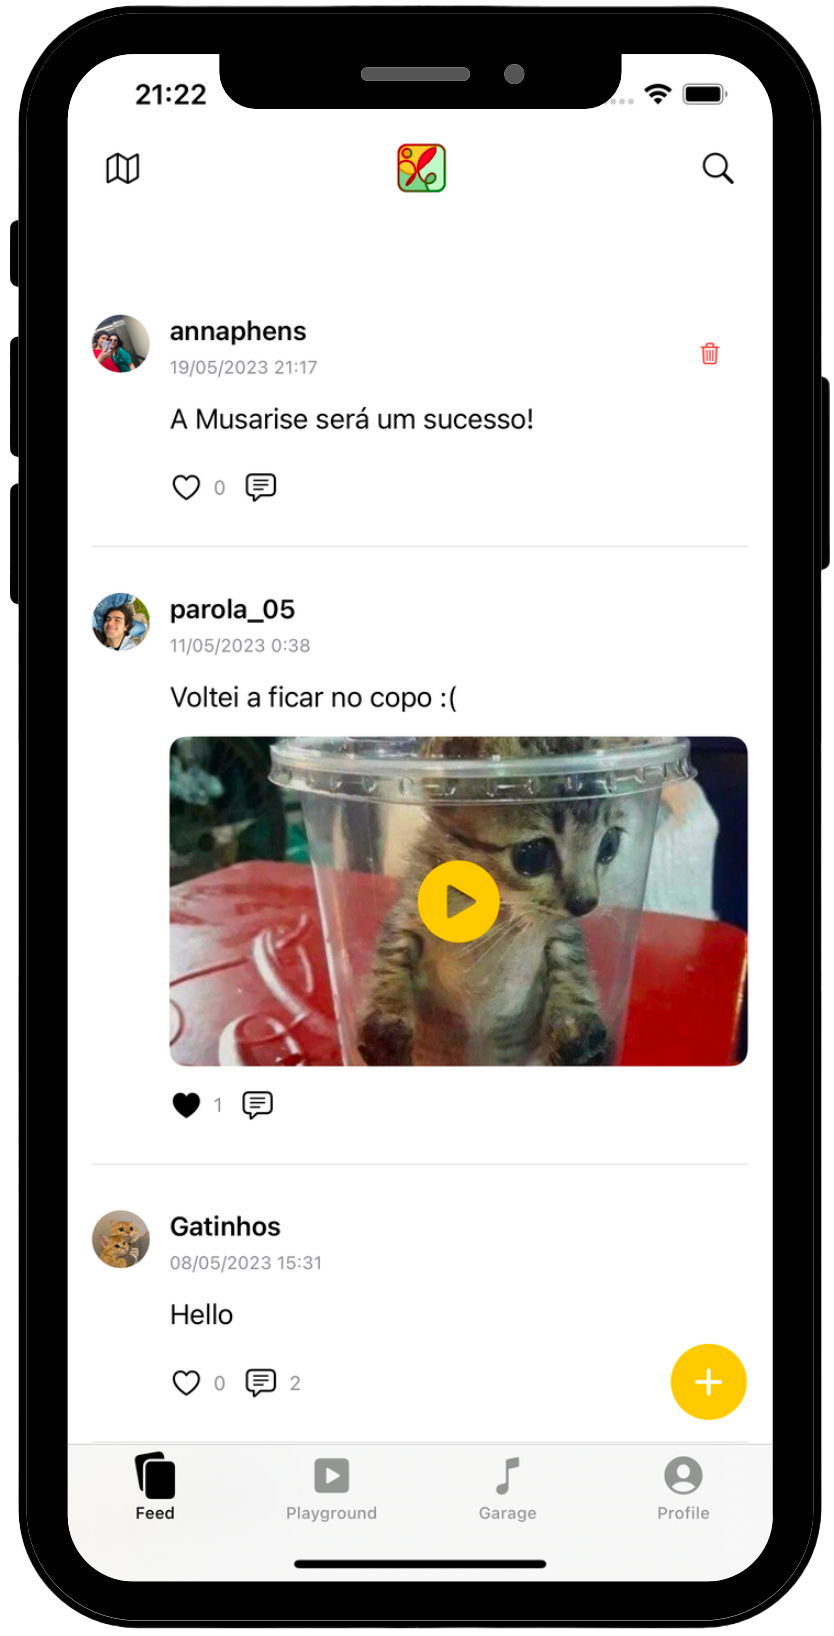 21:22
annaphens
19/05/2023 21:17
A Musarise será um sucesso!
0
parola_05
11/05/2023 0:38
Voltei a ficar no copo :(
1
Gatinhos
08/05/2023 15:31
Hello
0 2
Feed Playground Garage Profile